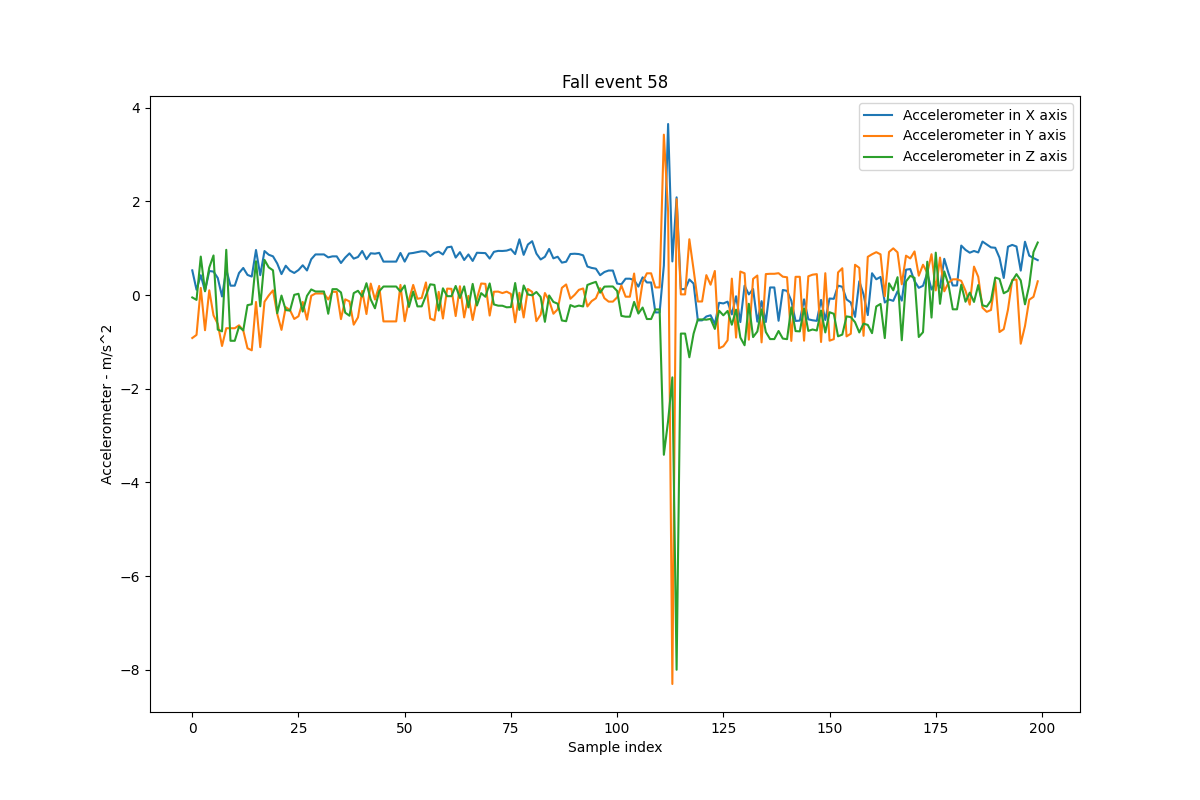 Fall event 58
Accelerometer in X axis
Accelerometer in Y axis
Accelerometer in Z axis
Accelerometer - m/s^2
4
2
0
−2
−4
−6
−8
0 25 50 75 100 125 150 175 200
Sample index